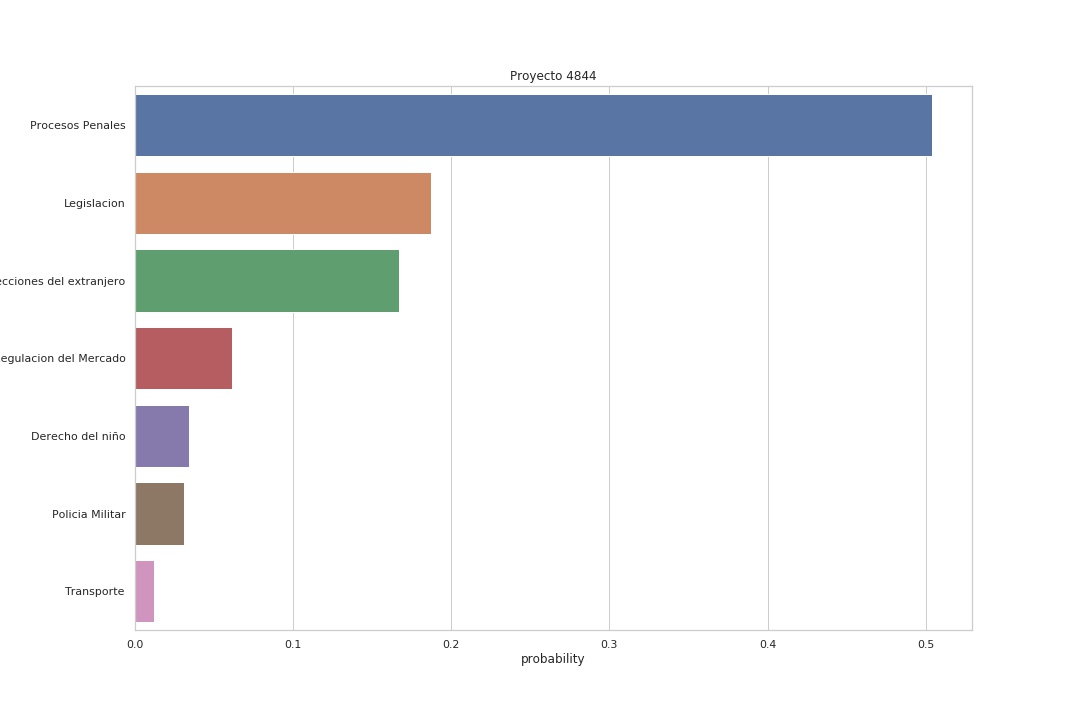 Proyecto 4844
Procesos Penales
Legislacion
ecciones del extranjero
egulacion del Mercado
Derecho del niño
Policia Militar
Transporte
0.0 0.1 0.2 0.3 0.4 0.5
probability